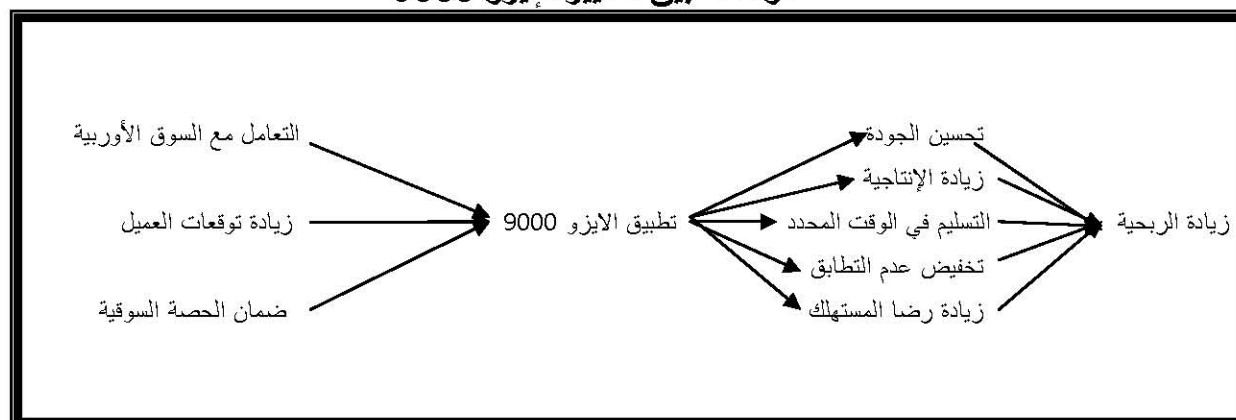 9000
التعامل مع السوق الأوربية
زيادة توقعات العميل
ضمان الحصة السوقية
تطبيق الايزو 9000
تحسين الجودة
زيادة الإنتاجية
التسليم في الوقت المحدد
تخفيض عدم التطابق
زيادة رضا المستهلك
زيادة الربحية